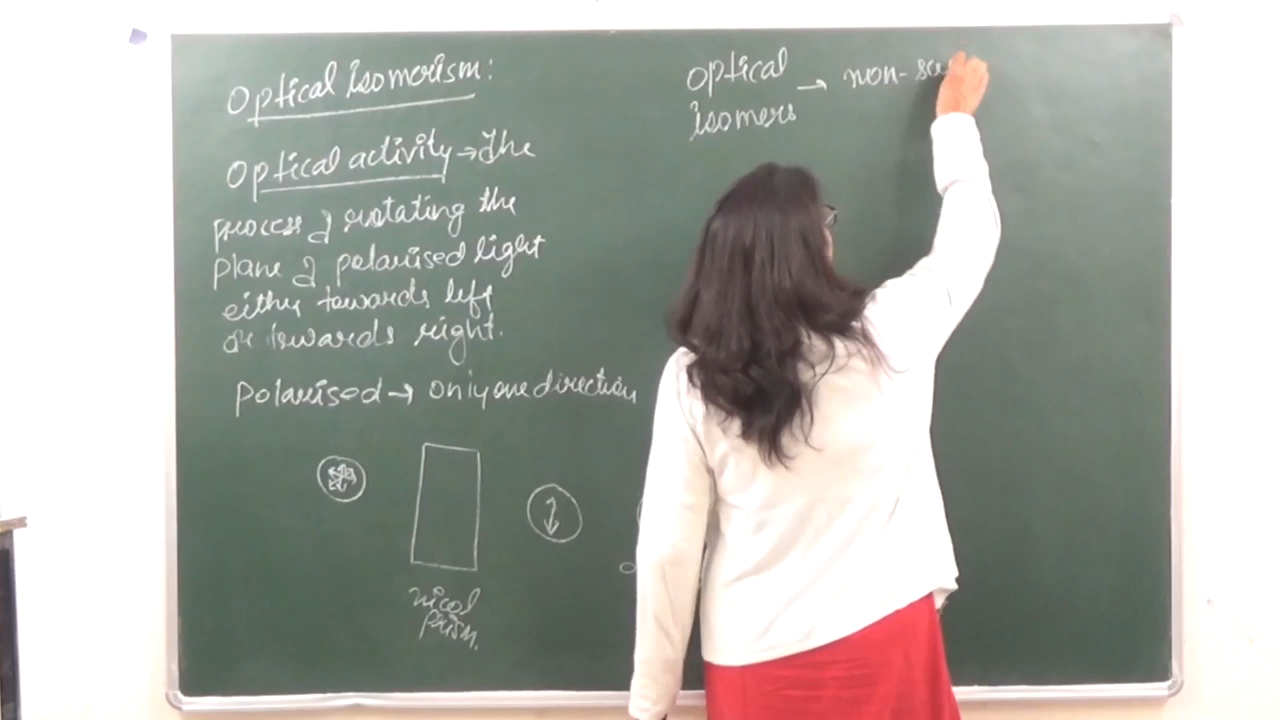 Optical isomerism:
Optical activity → the
process of rotating the
plane of polarised light
either towards left
or towards right.
polarised → only one direction
nicol
prism.
optical
isomers → non-su